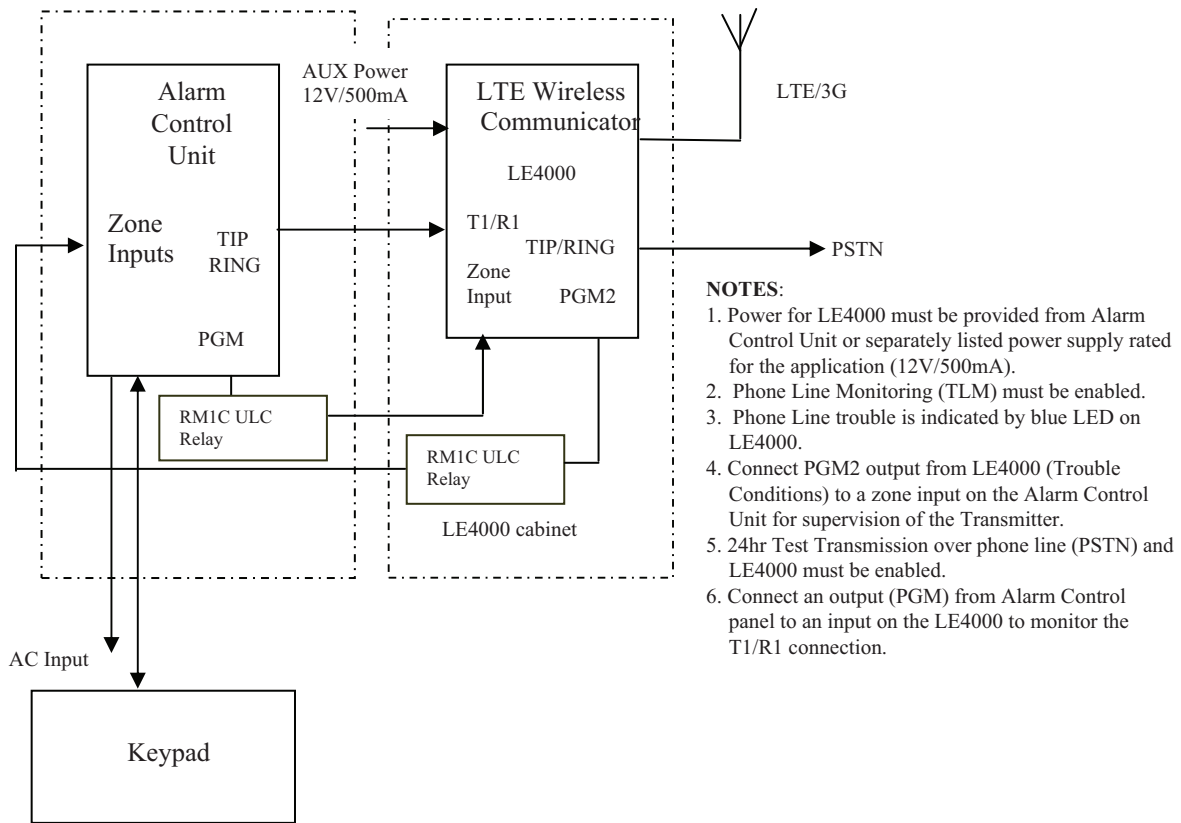 Alarm
Control
Unit
Zone
Inputs
TIP
RING
PGM
AUX Power
12V/500mA
LTE Wireless
Communicator
LE4000
T1/R1
TIP/RING
Zone
Input
PGM2
LTE/3G
PSTN
RM1C ULC
Relay
RM1C ULC
Relay
LE4000 cabinet
AC Input
Keypad
NOTES:
1. Power for LE4000 must be provided from Alarm
Control Unit or separately listed power supply rated
for the application (12V/500mA).
2. Phone Line Monitoring (TLM) must be enabled.
3. Phone Line trouble is indicated by blue LED on
LE4000.
4. Connect PGM2 output from LE4000 (Trouble
Conditions) to a zone input on the Alarm Control
Unit for supervision of the Transmitter.
5. 24hr Test Transmission over phone line (PSTN) and
LE4000 must be enabled.
6. Connect an output (PGM) from Alarm Control
panel to an input on the LE4000 to monitor the
T1/R1 connection.